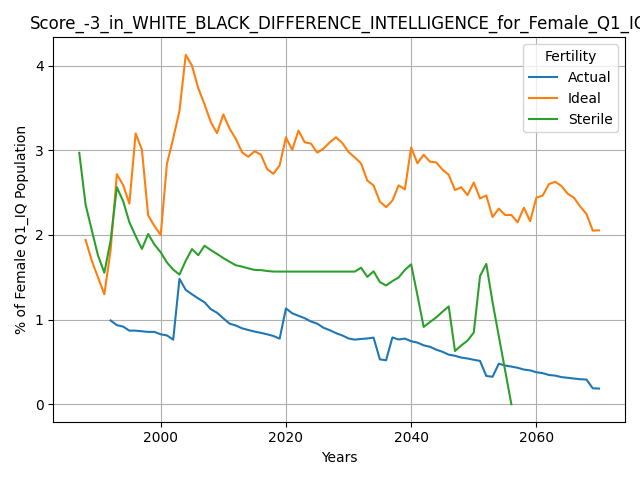 Score_-3_in_WHITE_BLACK_DIFFERENCE_INTELLIGENCE_for_Female_Q1_IQ
Fertility
Actual
Ideal
Sterile
% of Female Q1_IQ Population
4
3
2
1
0
2000 2020 2040 2060
Years